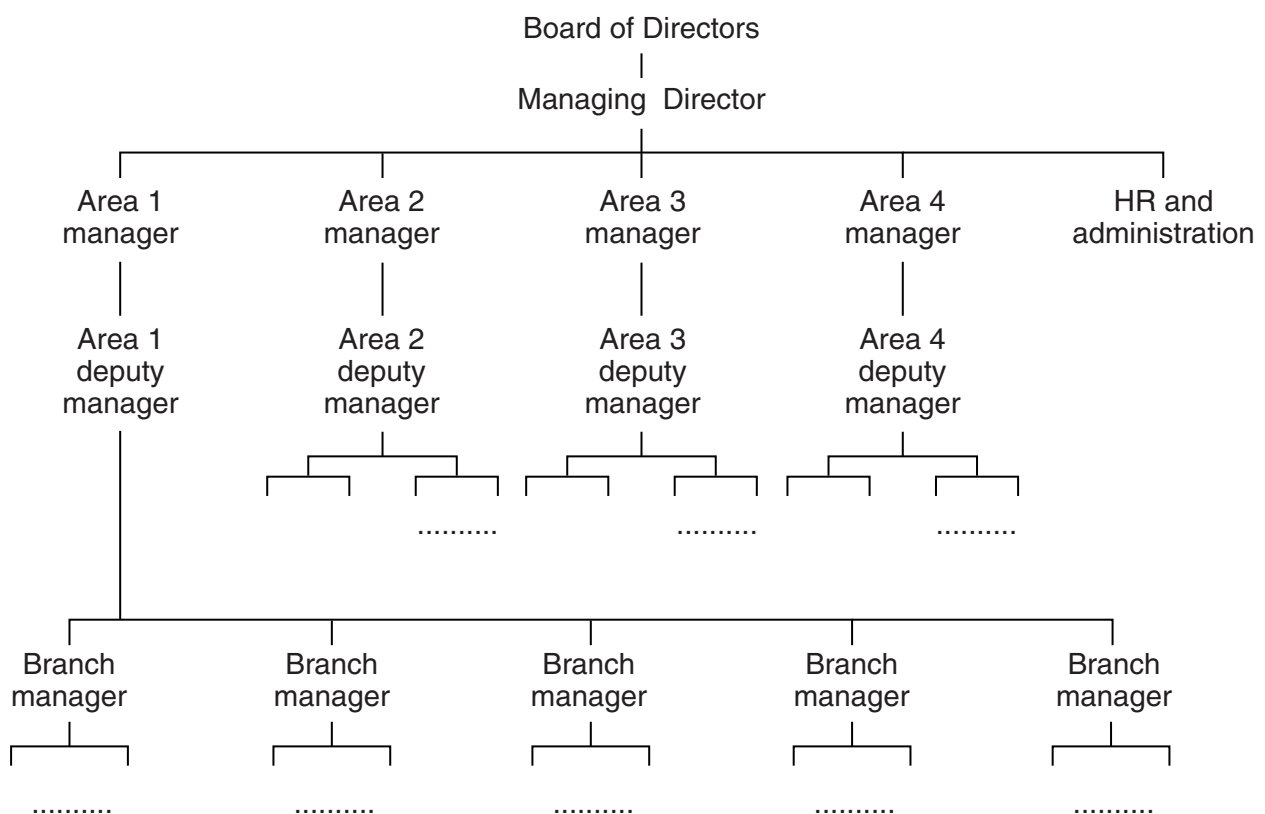 Board of Directors
Managing Director
Area 1
manager
Area 2
manager
Area 3
manager
Area 4
manager
HR and
administration
Area 1
deputy
manager
Area 2
deputy
manager
Area 3
deputy
manager
Area 4
deputy
manager
..........
..........
..........
Branch
manager
Branch
manager
Branch
manager
Branch
manager
Branch
manager
..........
..........
..........
..........
..........